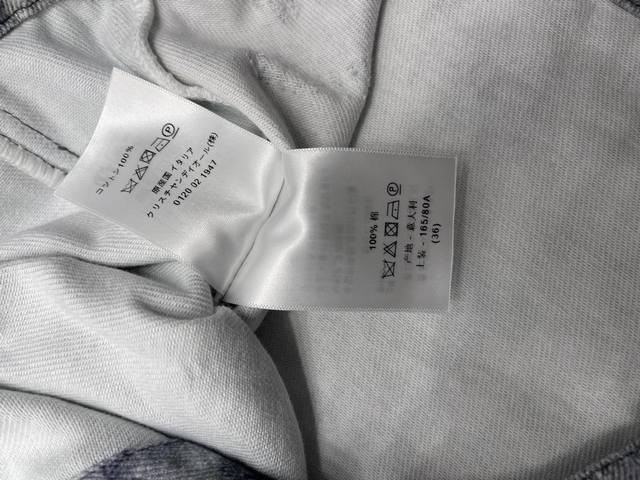 コットン100%
原産国 イタリア
クリスチャンディオール(株)
0120 02 1947
100% 棉
产地 - 意大利
上装 - 165/80A
(36)